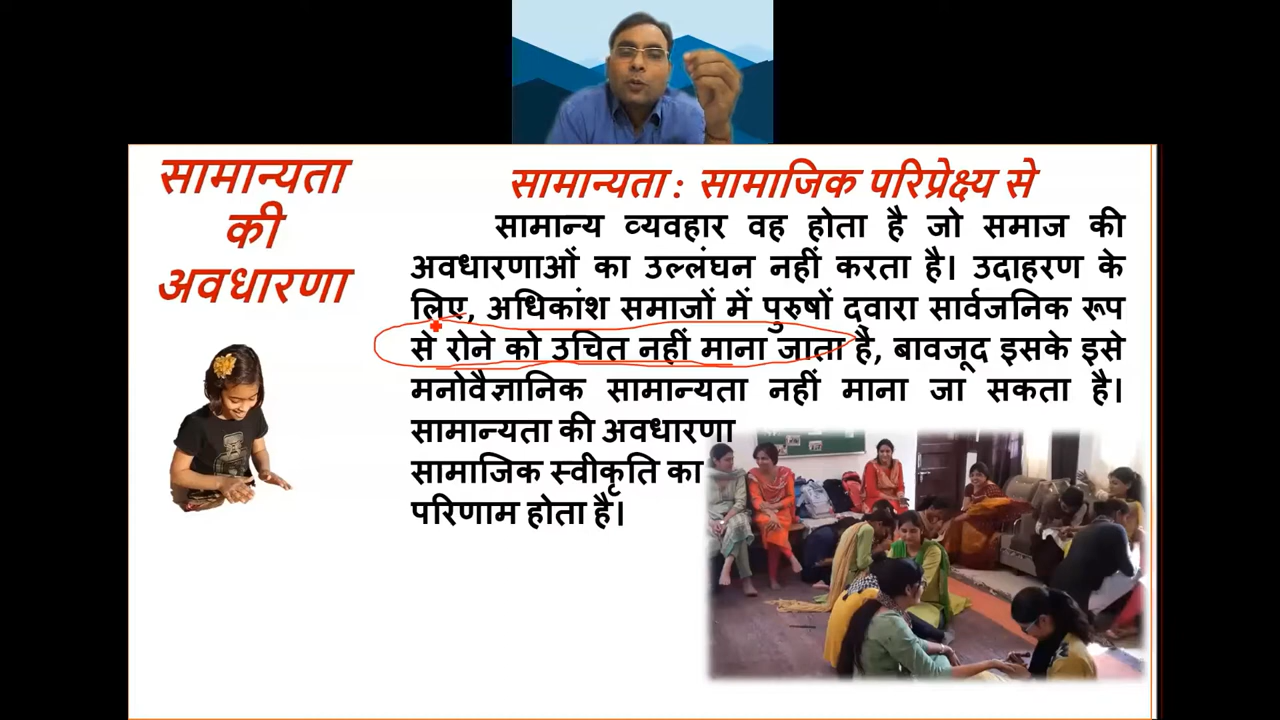 सामान्यता
की
अवधारणा
सामान्यता : सामाजिक परिप्रेक्ष्य से
सामान्य व्यवहार वह होता है जो समाज की
अवधारणाओं का उल्लंघन नहीं करता है। उदाहरण के
लिए, अधिकांश समाजों में पुरुषों द्वारा सार्वजनिक रूप
से रोने को उचित नहीं माना जाता है, बावजूद इसके इसे
मनोवैज्ञानिक सामान्यता नहीं माना जा सकता है।
सामान्यता की अवधारणा
सामाजिक स्वीकृति का
परिणाम होता है।